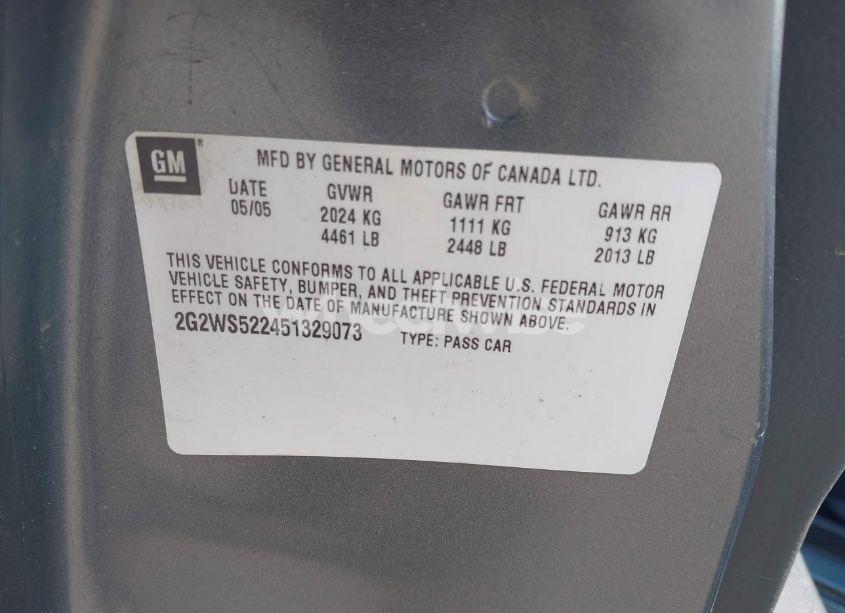 GM
MFD BY GENERAL MOTORS OF CANADA LTD.
DATE GVWR GAWR FRT GAWR RR
05/05 2024 KG 1111 KG 913 KG
4461 LB 2448 LB 2013 LB
THIS VEHICLE CONFORMS TO ALL APPLICABLE U.S. FEDERAL MOTOR
VEHICLE SAFETY, BUMPER, AND THEFT PREVENTION STANDARDS IN
EFFECT ON THE DATE OF MANUFACTURE SHOWN ABOVE.
2G2WS522451329073 TYPE: PASS CAR